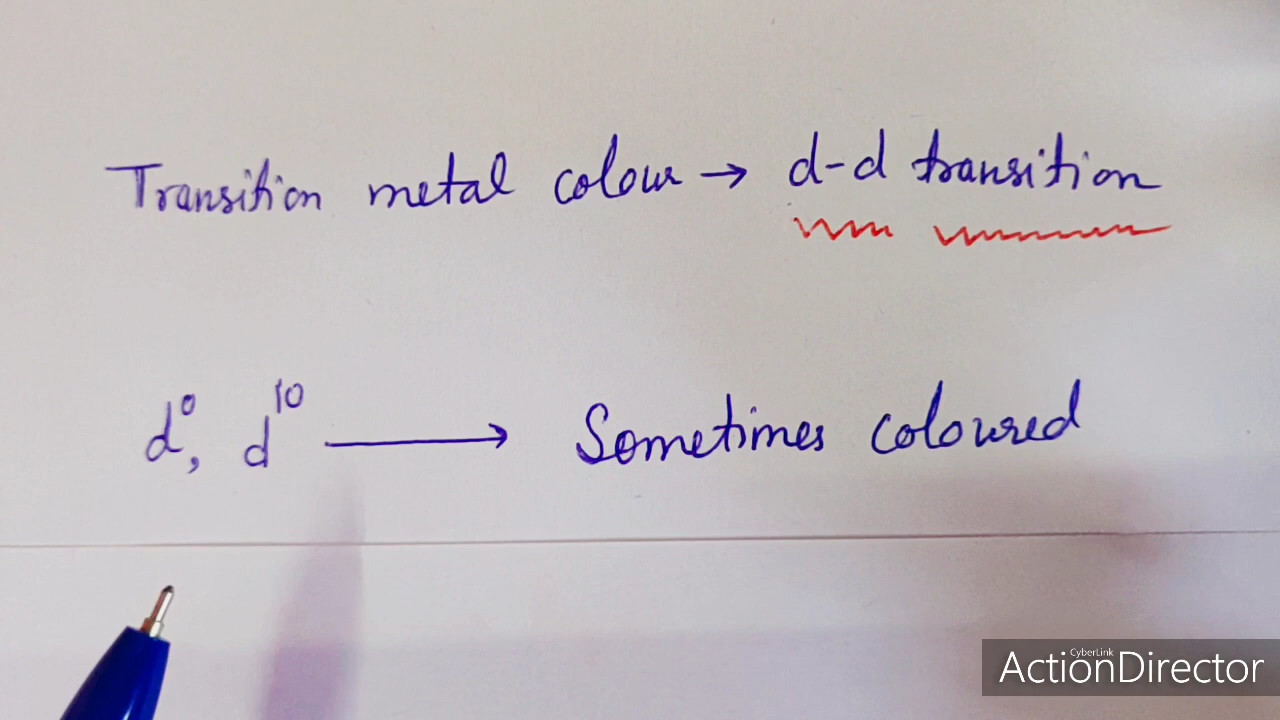 Transition metal colour → d-d transition
d⁰, d¹⁰ → Sometimes coloured
CyberLink
ActionDirector